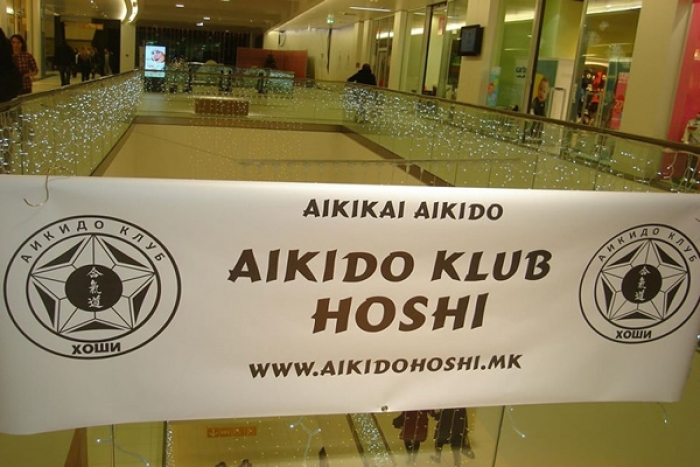 AIKIKAI AIKIDO
AIKIDO KLUB
HOSHI
WWW.AIKIDOHOSHI.MK
АИКИДО КЛУБ
合氣道
ХОШИ
АИКИДО КЛУБ
合氣道
ХОШИ